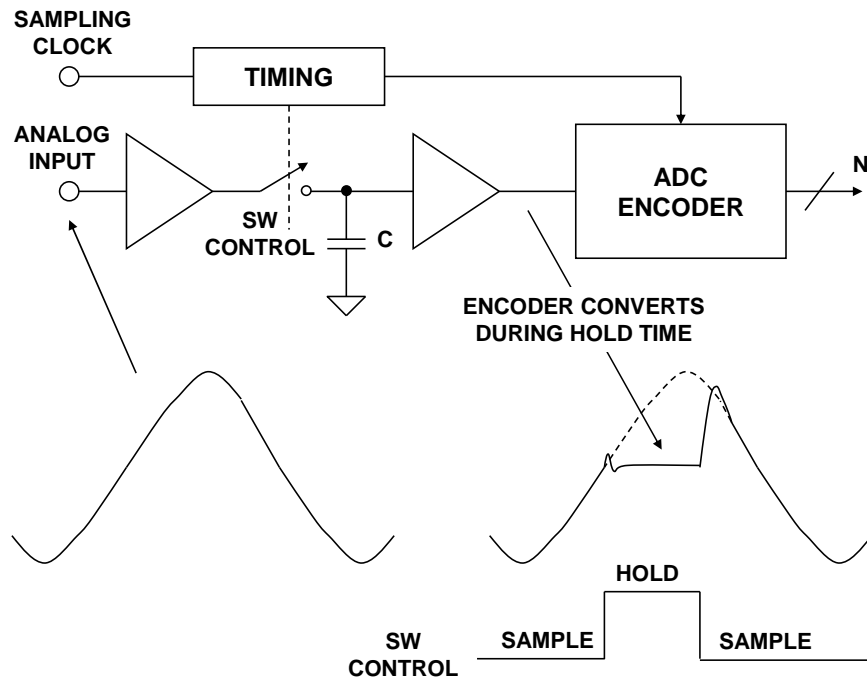 SAMPLING
CLOCK
TIMING
ANALOG
INPUT
SW
CONTROL
C
ADC
ENCODER
N
ENCODER CONVERTS
DURING HOLD TIME
HOLD
SW
CONTROL
SAMPLE
SAMPLE